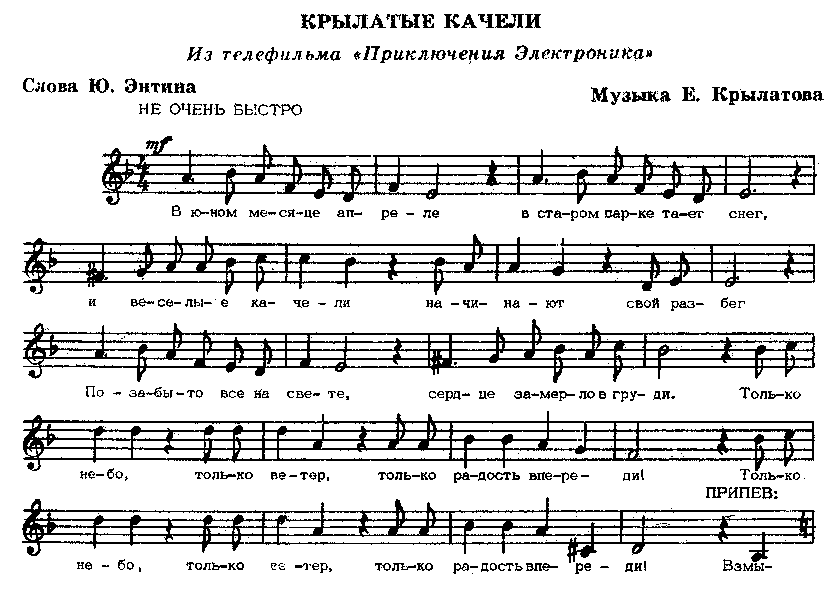 КРЫЛАТЫЕ КАЧЕЛИ
Из телефильма «Приключения Электроника»
Слова Ю. Энтина
Музыка Е. Крылатова
НЕ ОЧЕНЬ БЫСТРО
mf
В ю-ном ме-ся-це ап-ре-ле в ста-ром пар-ке та-ет снег,
и ве-се-лы-е ка-че-ли на-чи-на-ют свой раз-бег
По-за-бы-то все на све-те, серд-це за-мер-ло в гру-ди. Толь-ко
не-бо, толь-ко ве-тер, толь-ко ра-дость впе-ре-ди! Толь-ко
ПРИПЕВ:
не-бо, толь-ко ве-тер, толь-ко ра-дость впе-ре-ди! Взмы-